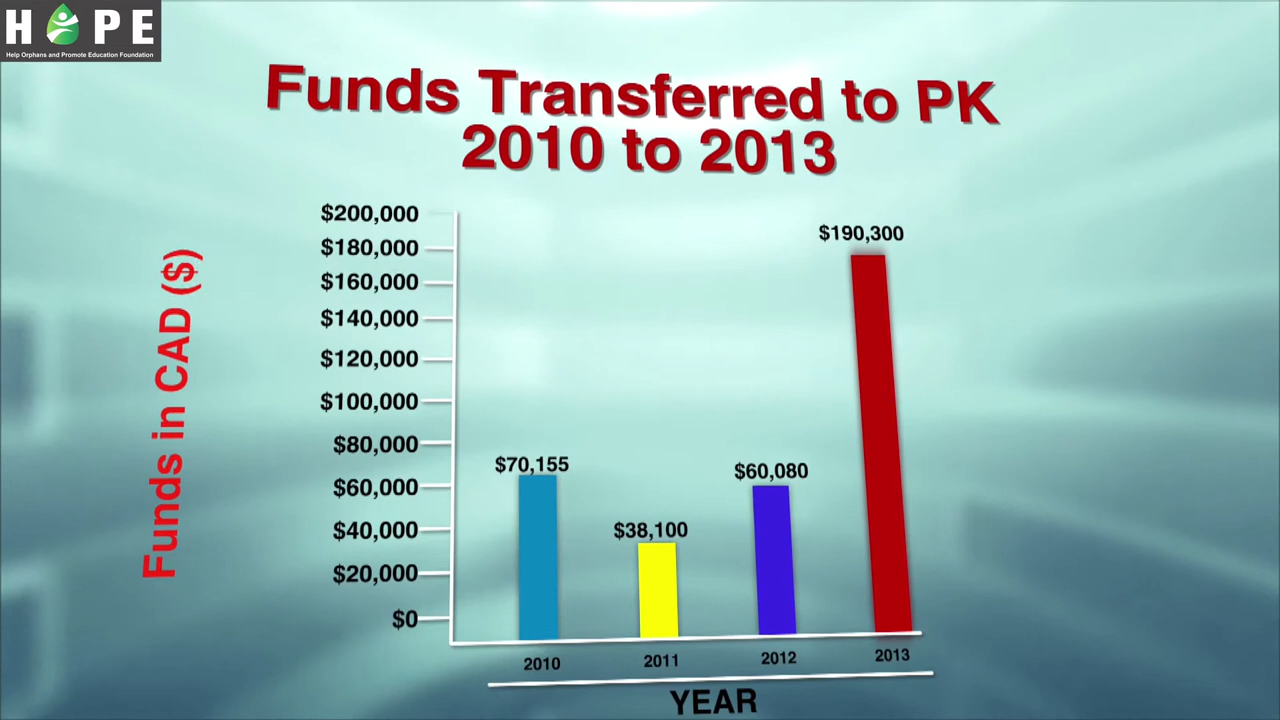 HOPE
Help Orphans and Promote Education Foundation
Funds Transferred to PK
2010 to 2013
Funds in CAD ($)
$200,000
$180,000
$160,000
$140,000
$120,000
$100,000
$80,000
$60,000
$40,000
$20,000
$0
$70,155
$38,100
$60,080
$190,300
2010 2011 2012 2013
YEAR